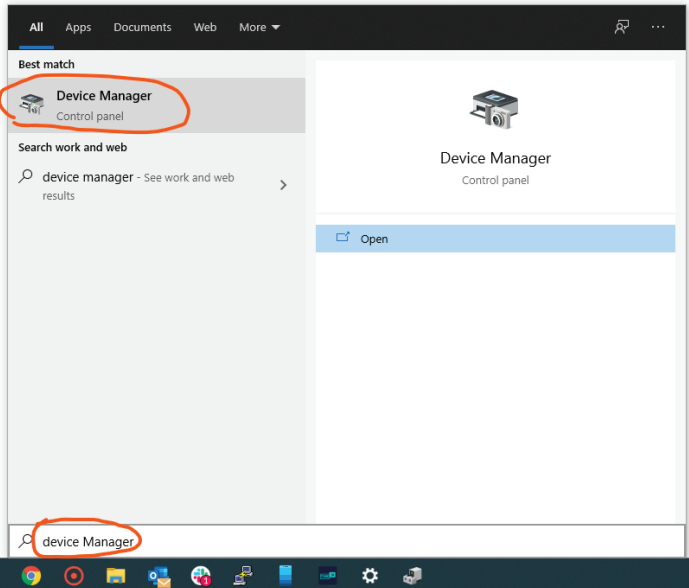 All Apps Documents Web More
Best match
Device Manager
Control panel
Search work and web
device manager - See work and web
results
Device Manager
Control panel
Open
device Manager
1